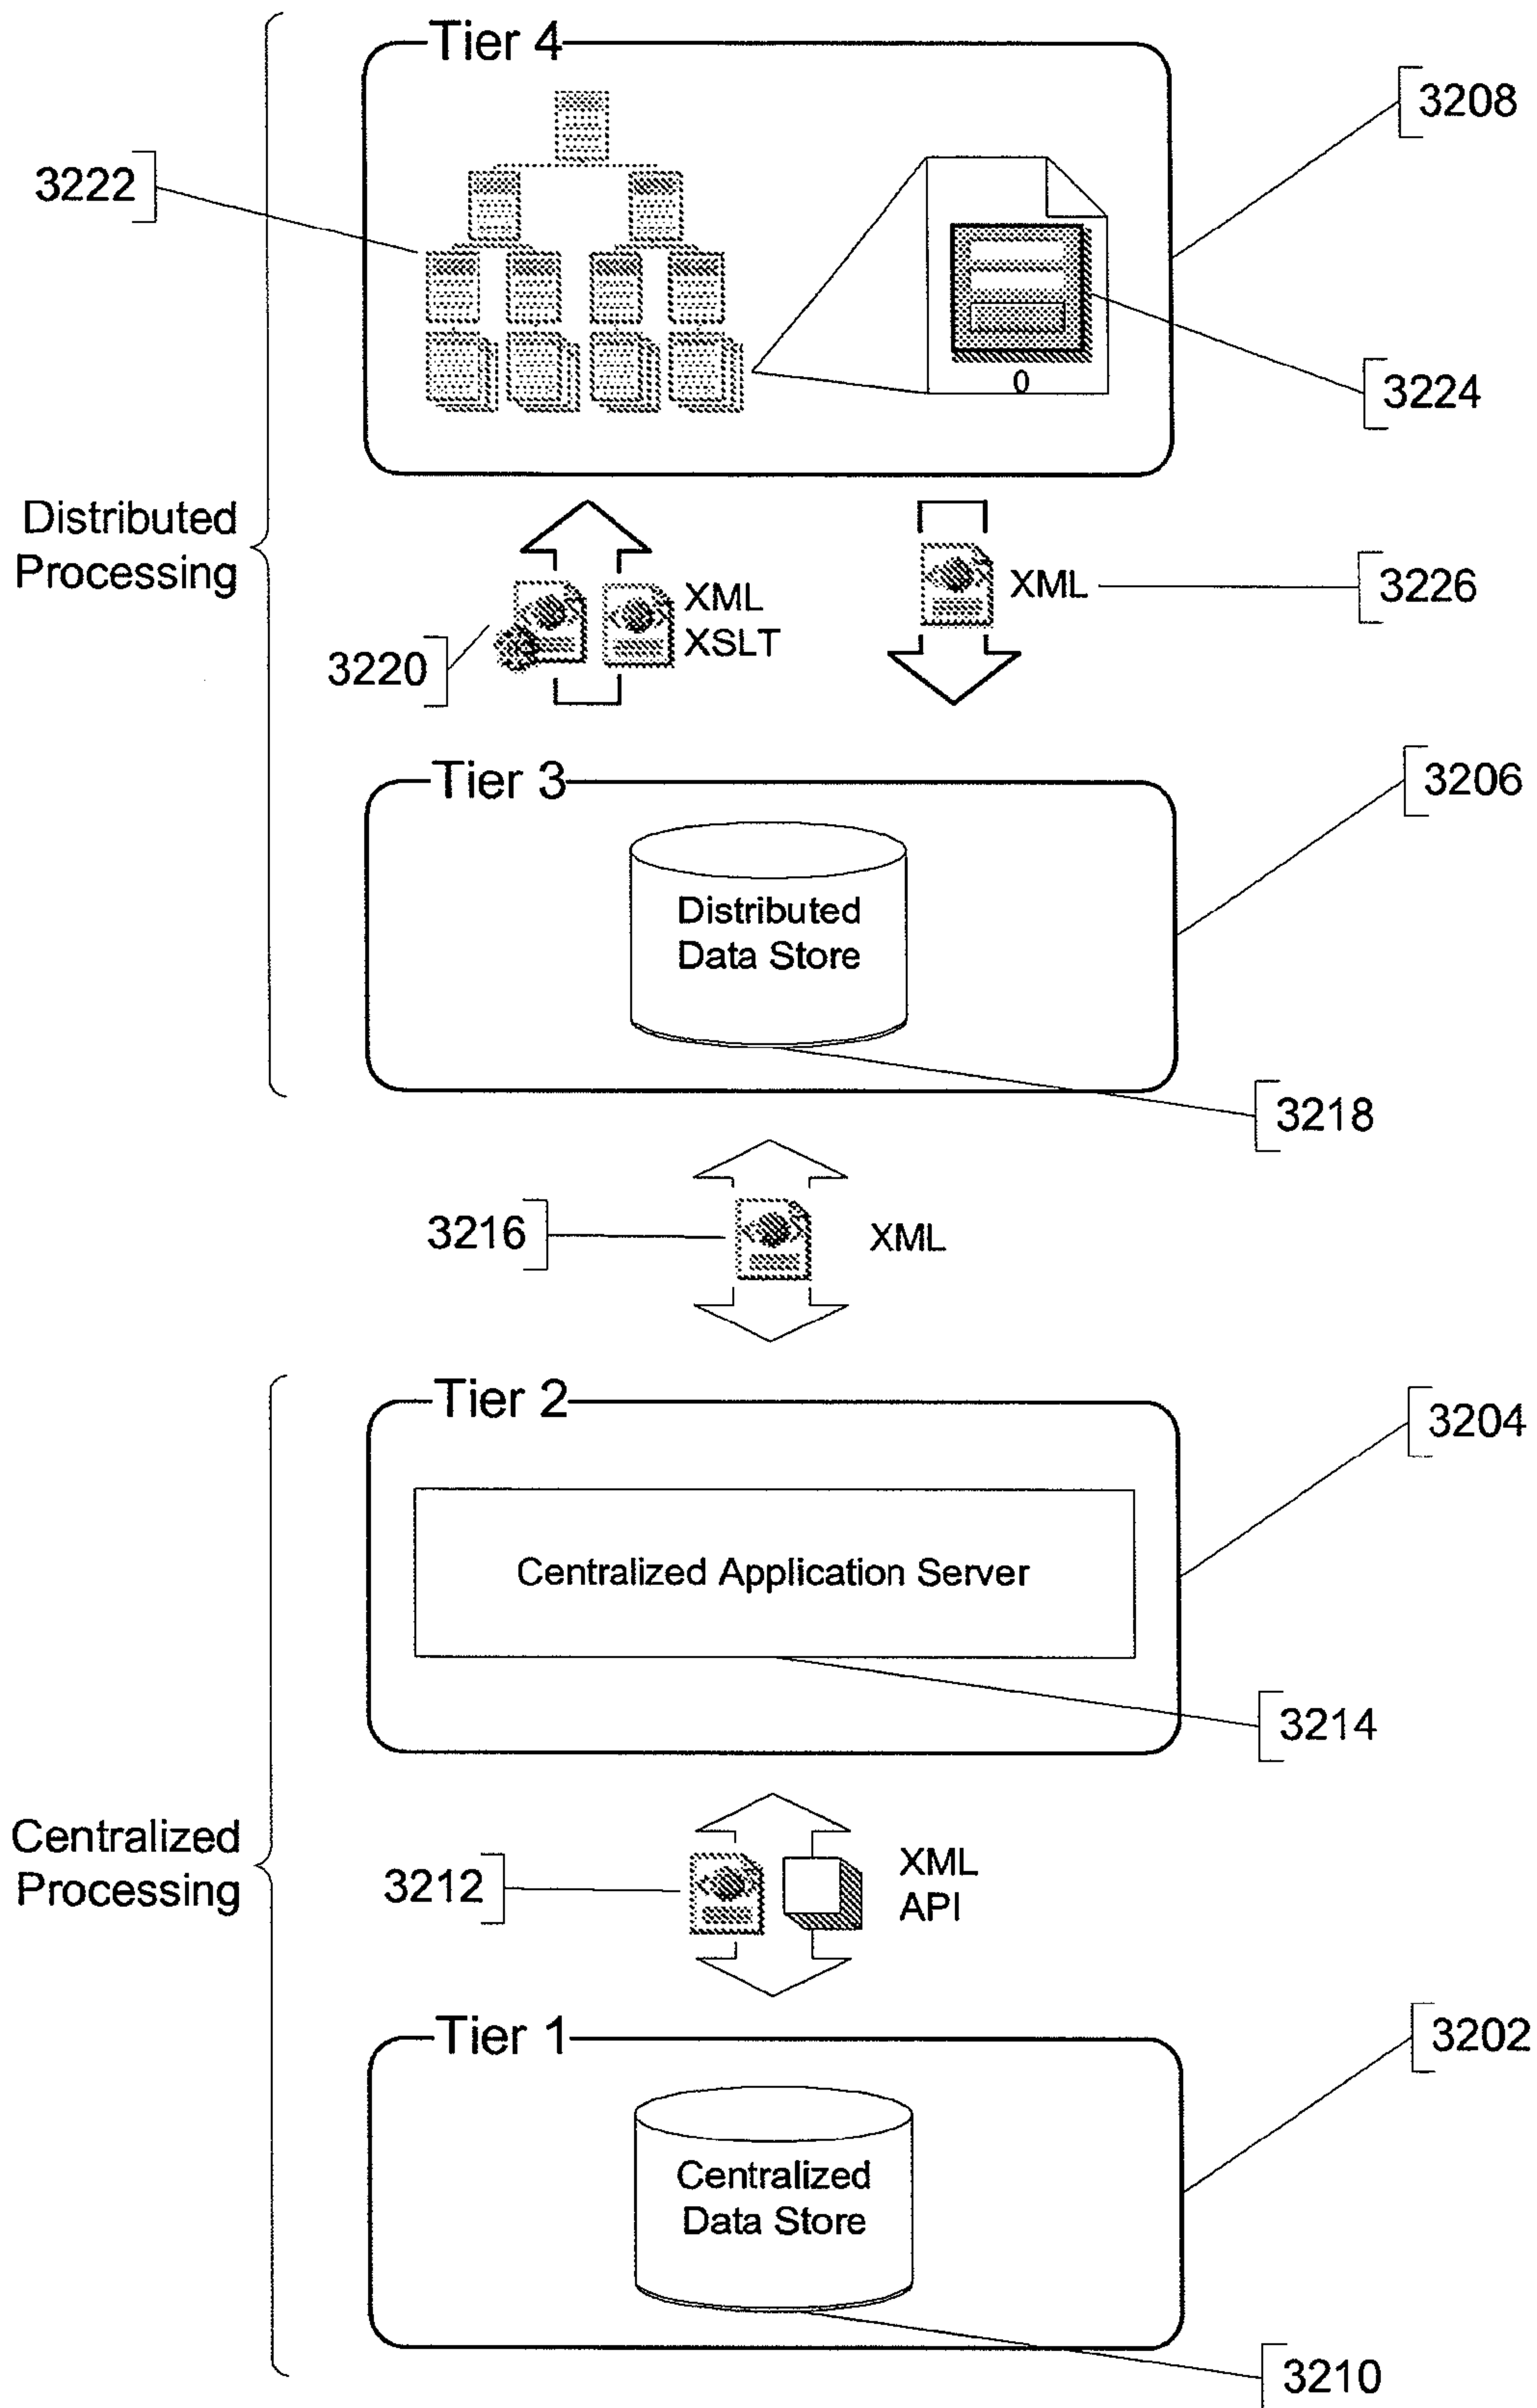 Tier 4
3208
3222
0
3224
Distributed
Processing
XML
XSLT
3220
XML
3226
Tier 3
3206
Distributed
Data Store
3218
3216
XML
Tier 2
3204
Centralized Application Server
3214
Centralized
Processing
3212
XML
API
Tier 1
3202
Centralized
Data Store
3210